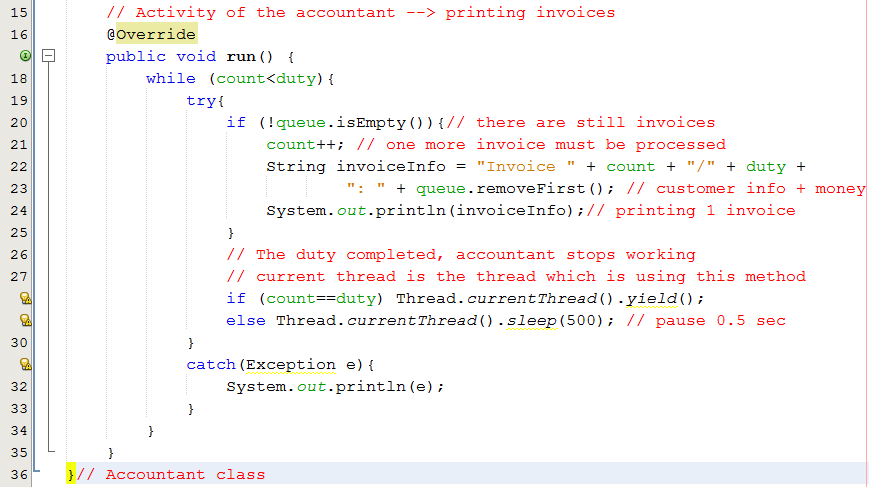 15 // Activity of the accountant --> printing invoices
16 @Override
public void run() {
18 while (count<duty){
19 try{
20 if (!queue.isEmpty()){// there are still invoices
21 count++; // one more invoice must be processed
22 String invoiceInfo = "Invoice " + count + "/" + duty +
23 ": " + queue.removeFirst(); // customer info + money
24 System.out.println(invoiceInfo);// printing 1 invoice
25 }
26 // The duty completed, accountant stops working
27 // current thread is the thread which is using this method
if (count==duty) Thread.currentThread().yield();
else Thread.currentThread().sleep(500); // pause 0.5 sec
30 }
catch(Exception e){
32 System.out.println(e);
33 }
34 }
35 }
36 }// Accountant class